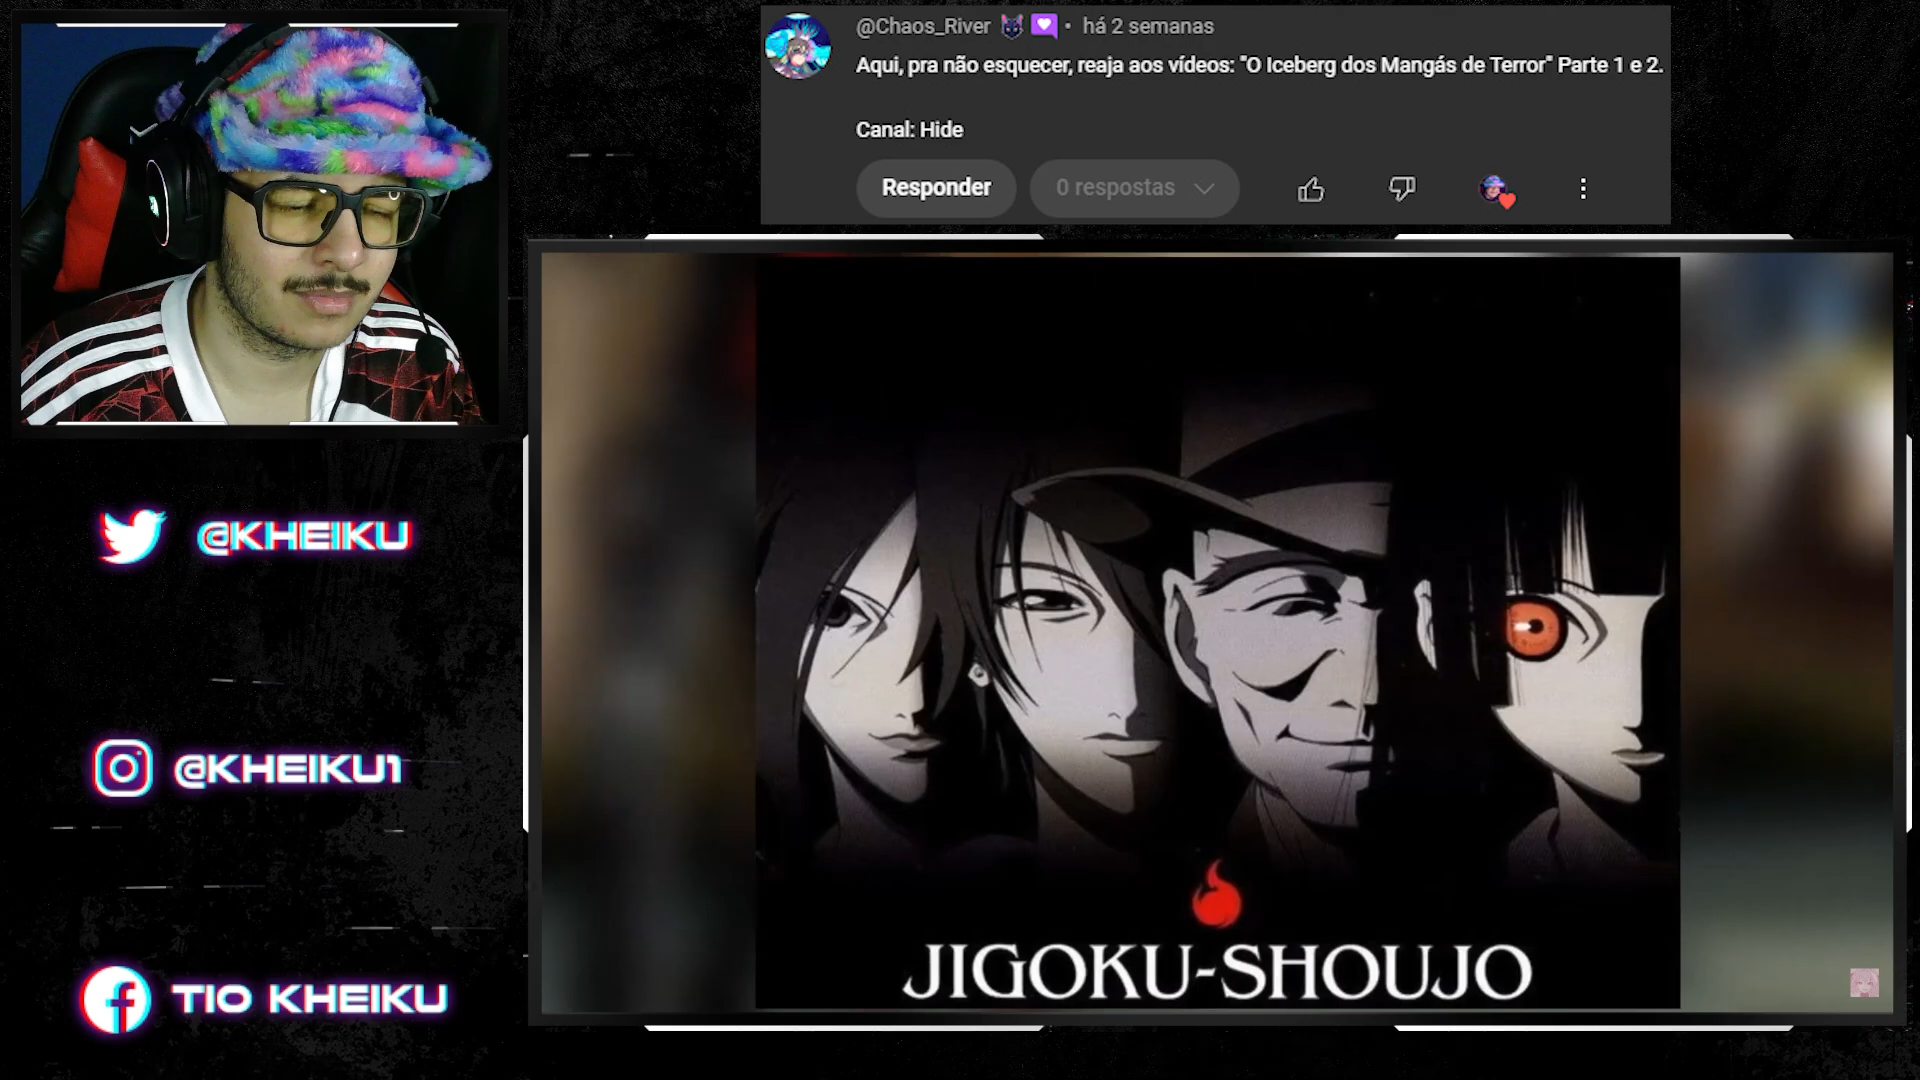 @Chaos_River • há 2 semanas
Aqui, pra não esquecer, reaja aos vídeos: "O Iceberg dos Mangás de Terror" Parte 1 e 2.
Canal: Hide
Responder 0 respostas
@KHEIKU
@KHEIKU1
TIO KHEIKU
JIGOKU-SHOUJO